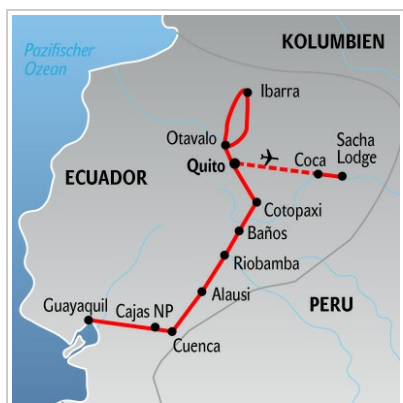 Pazifischer
Ozean
KOLUMBIEN
Ibarra
Otavalo
Quito
Coca
Sacha
Lodge
ECUADOR
Cotopaxi
Baños
Riobamba
Alausi
PERU
Guayaquil
Cajas NP
Cuenca